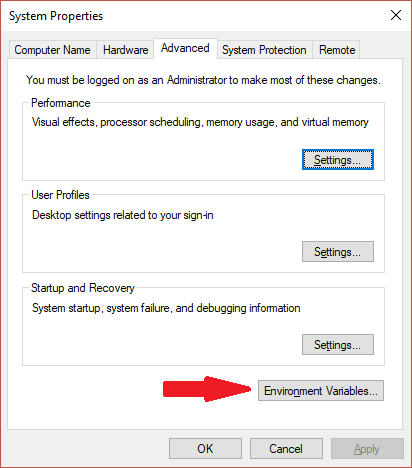 System Properties
Computer Name Hardware Advanced System Protection Remote
You must be logged on as an Administrator to make most of these changes.
Performance
Visual effects, processor scheduling, memory usage, and virtual memory
Settings...
User Profiles
Desktop settings related to your sign-in
Settings...
Startup and Recovery
System startup, system failure, and debugging information
Settings...
Environment Variables...
OK Cancel Apply